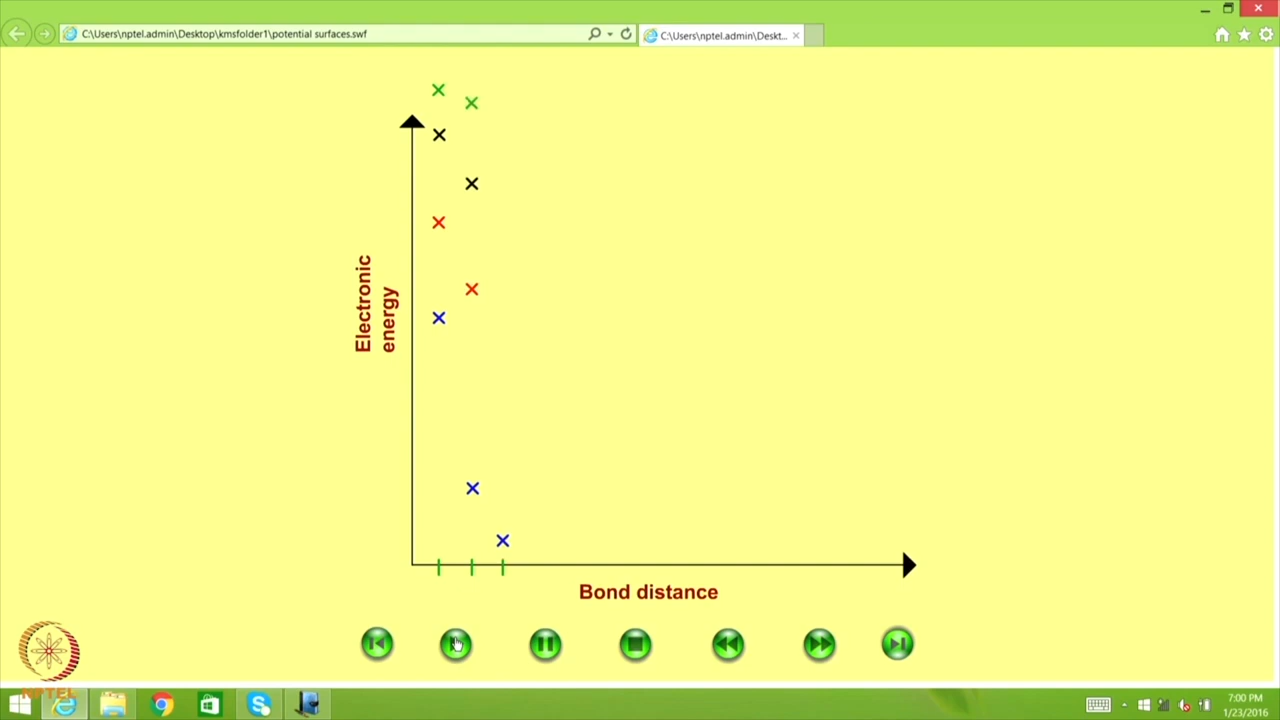 C:\Users\nptel.admin\Desktop\kmsfolder1\potential surfaces.swf
C:\Users\nptel.admin\Deskt...
Electronic
energy
Bond distance
NPTEL
7:00 PM
1/23/2016